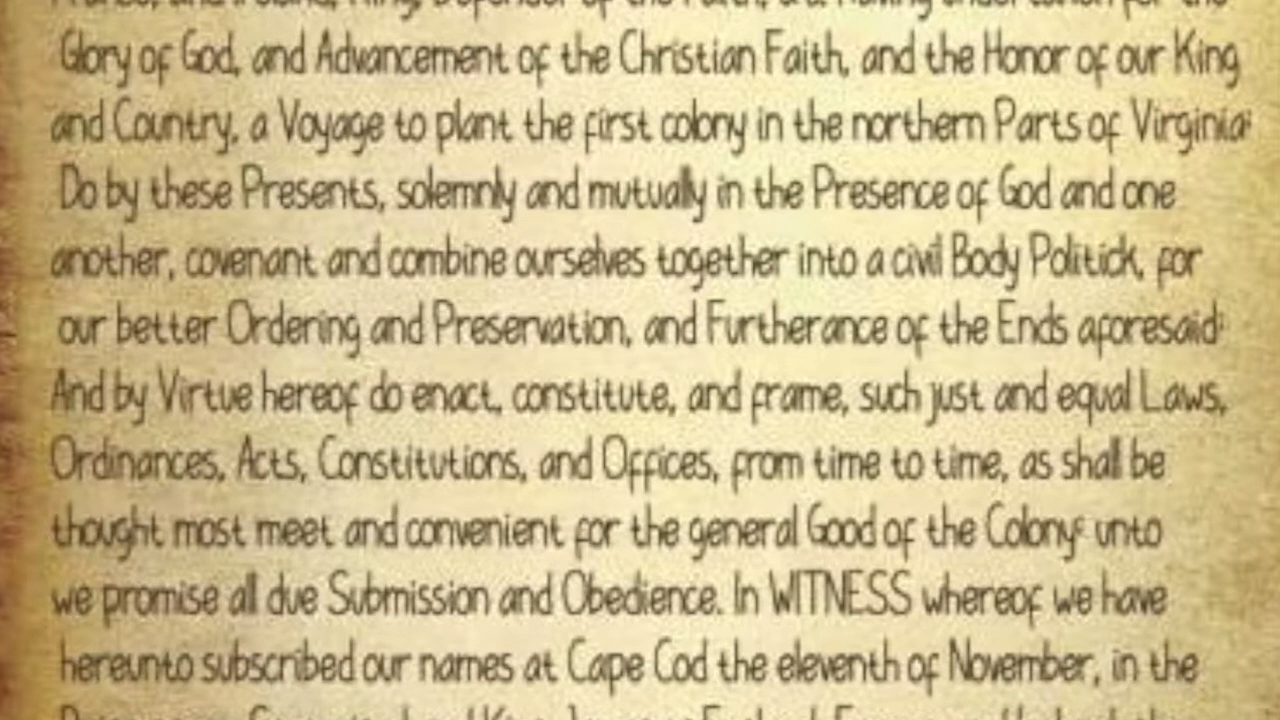 Glory of God, and Advancement of the Christian Faith, and the Honor of our King
and Country, a Voyage to plant the first colony in the northern Parts of Virginia;
Do by these Presents, solemnly and mutually in the Presence of God and one
another, covenant and combine ourselves together into a civil Body Politick, for
our better Ordering and Preservation, and Furtherance of the Ends aforesaid;
And by Virtue hereof do enact, constitute, and frame, such just and equal Laws,
Ordinances, Acts, Constitutions, and Offices, from time to time, as shall be
thought most meet and convenient for the general Good of the Colony; unto
we promise all due Submission and Obedience. In WITNESS whereof we have
hereunto subscribed our names at Cape Cod the eleventh of November, in the